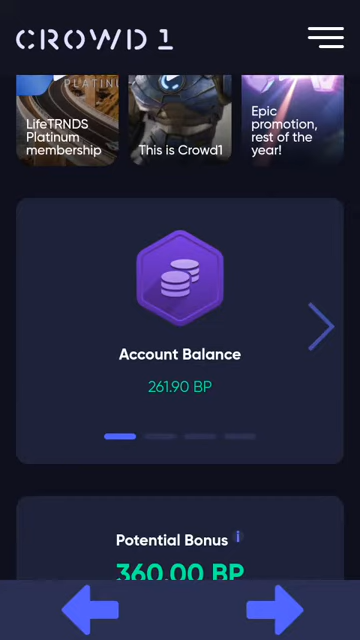 CROWD 1
PLATINU
LifeTRNDS
Platinum
membership
This is Crowd1
Epic
promotion,
rest of the
year!
Account Balance
261.90 BP
Potential Bonus i
360.00 BP